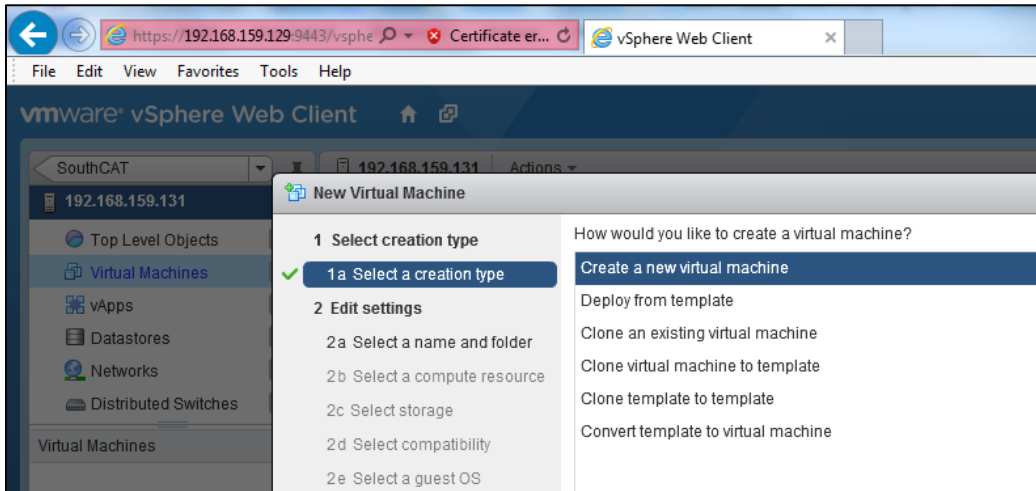 https://192.168.159.129:9443/vsphe
Certificate er...
vSphere Web Client
File Edit View Favorites Tools Help
vmware® vSphere Web Client
SouthCAT
192.168.159.131 Actions
192.168.159.131
Top Level Objects
Virtual Machines
vApps
Datastores
Networks
Distributed Switches
Virtual Machines
New Virtual Machine
1 Select creation type
1a Select a creation type
2 Edit settings
2a Select a name and folder
2b Select a compute resource
2c Select storage
2d Select compatibility
2e Select a guest OS
How would you like to create a virtual machine?
Create a new virtual machine
Deploy from template
Clone an existing virtual machine
Clone virtual machine to template
Clone template to template
Convert template to virtual machine